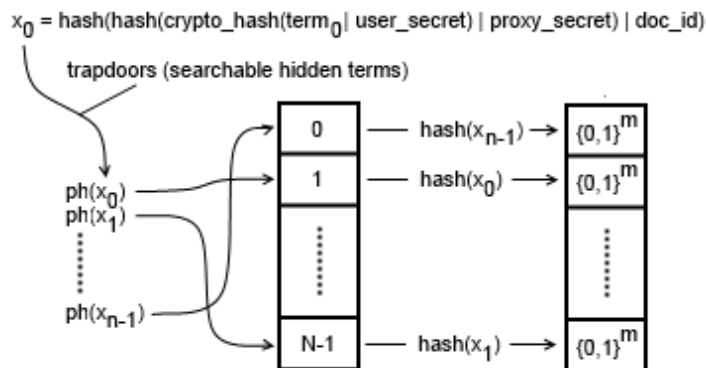 x0 = hash(hash(crypto_hash(term0| user_secret) | proxy_secret) | doc_id)
trapdoors (searchable hidden terms)
0 hash(xn-1) {0,1}^m
ph(x0) 1 hash(x0) {0,1}^m
ph(x1)
ph(xn-1)
N-1 hash(x1) {0,1}^m